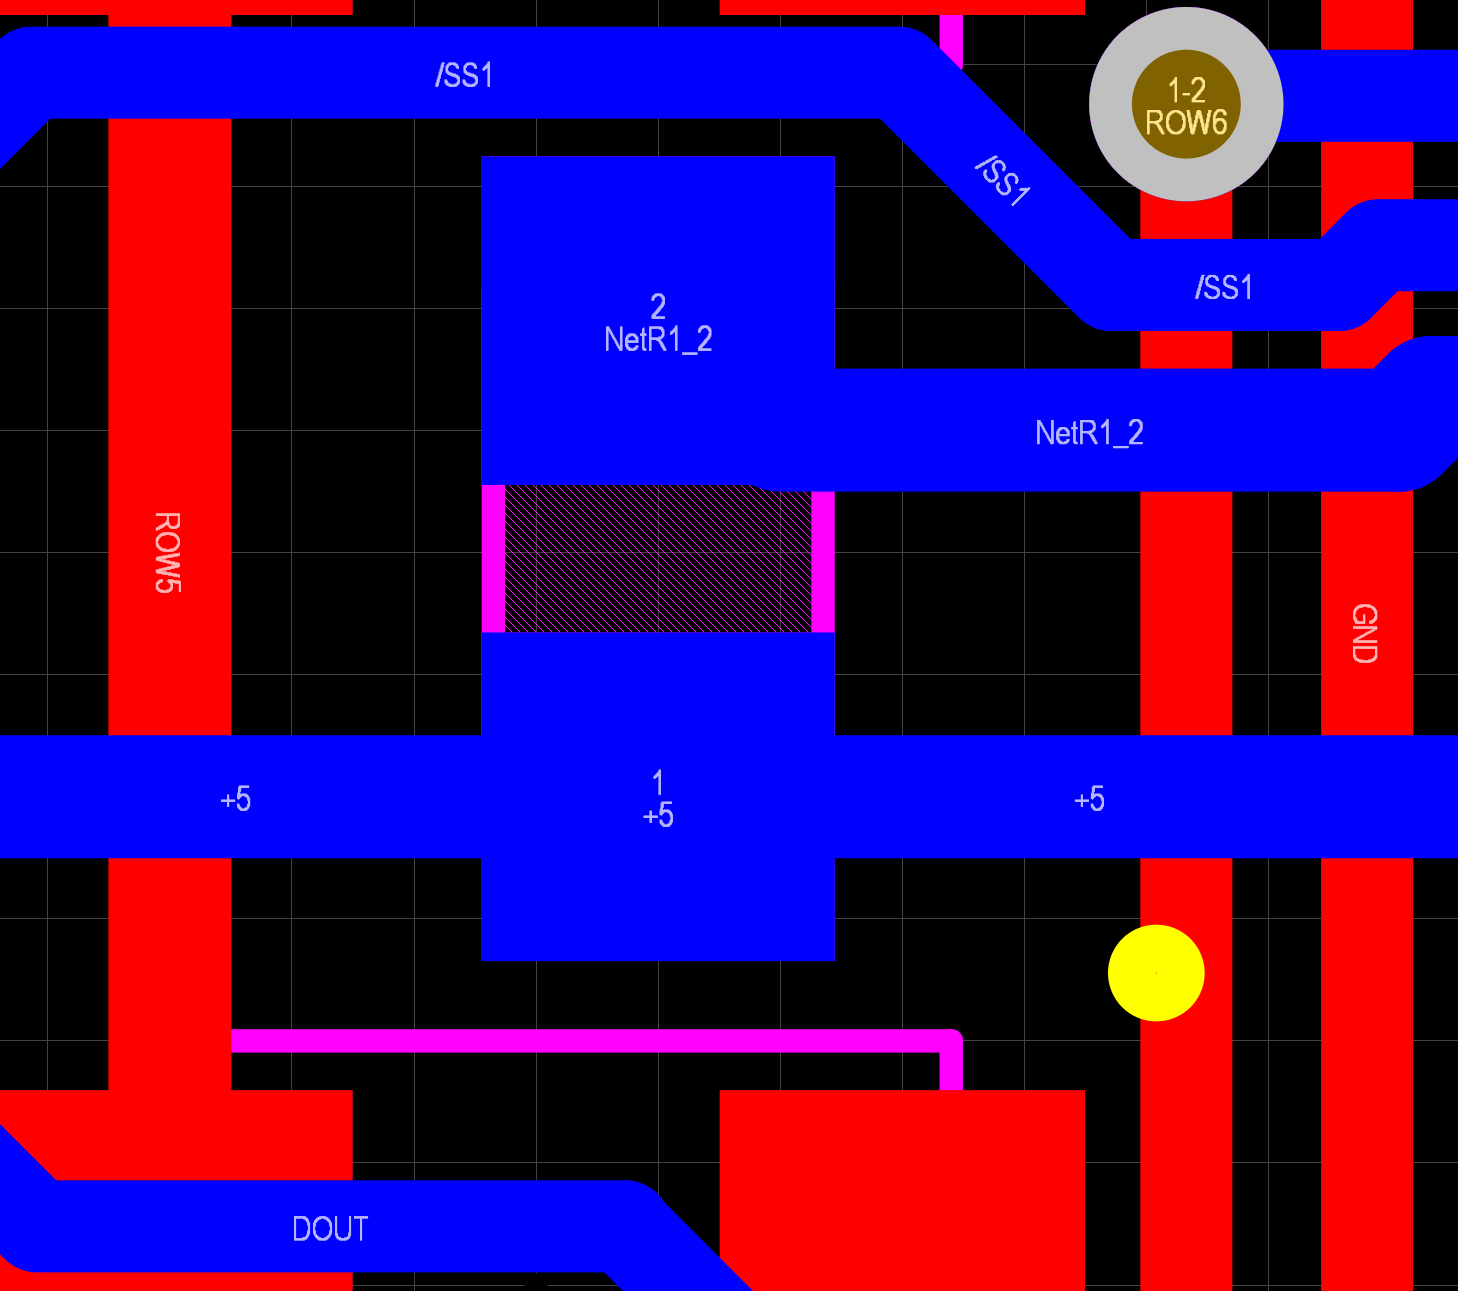 /SS1
1-2
ROW6
/SS1
/SS1
2
NetR1_2
NetR1_2
ROW5
GND
+5
1
+5
+5
DOUT